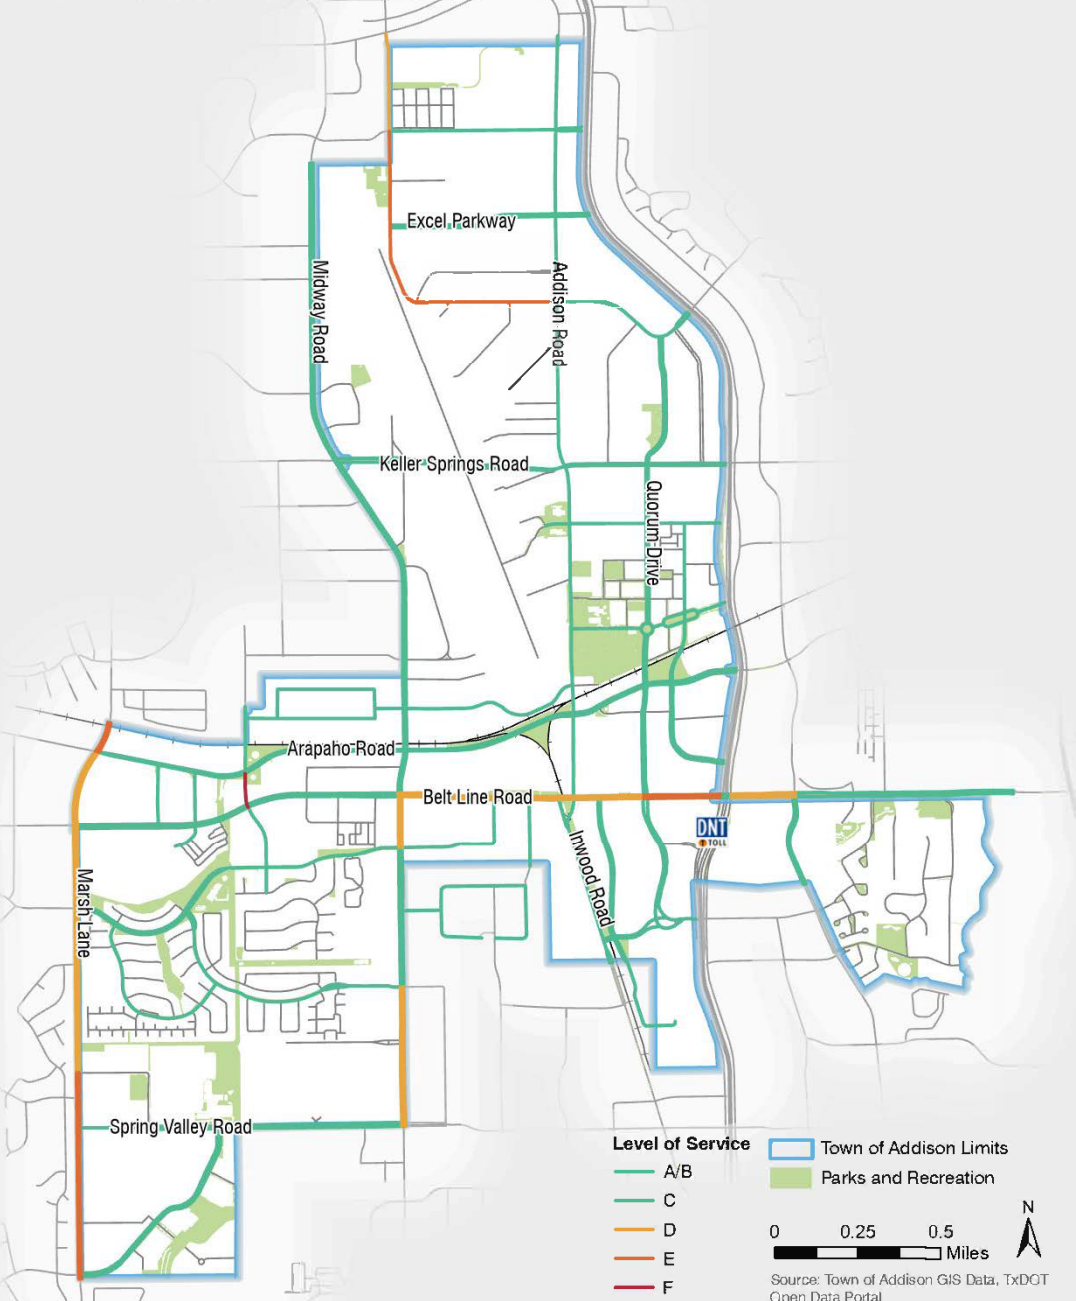 Excel Parkway
Midway Road
Addison Road
Keller Springs Road
Quorum Drive
Arapaho Road
Belt Line Road
DNT
TOLL
Inwood Road
Marsh Lane
Spring Valley Road
Level of Service
A/B
C
D
E
F
Town of Addison Limits
Parks and Recreation
N
0 0.25 0.5
Miles
Source: Town of Addison GIS Data, TxDOT
Open Data Portal